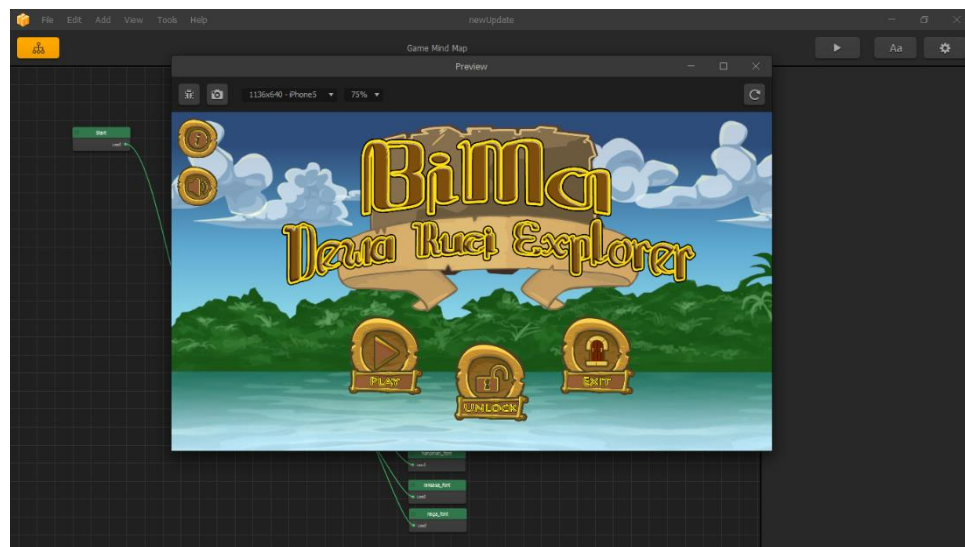 File Edit Add View Tools Help newUpdate
Game Mind Map Aa
Preview
1136x640 - iPhone5 75%
Start
BiMa
Dewa Ruci Explorer
PLAY
UNLOCK
EXIT